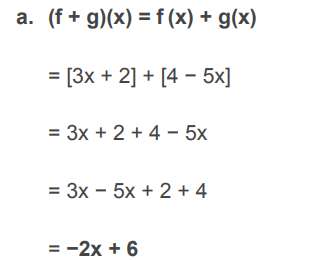 a. (f + g)(x) = f (x) + g(x)
= [3x + 2] + [4 − 5x]
= 3x + 2 + 4 − 5x
= 3x − 5x + 2 + 4
= −2x + 6